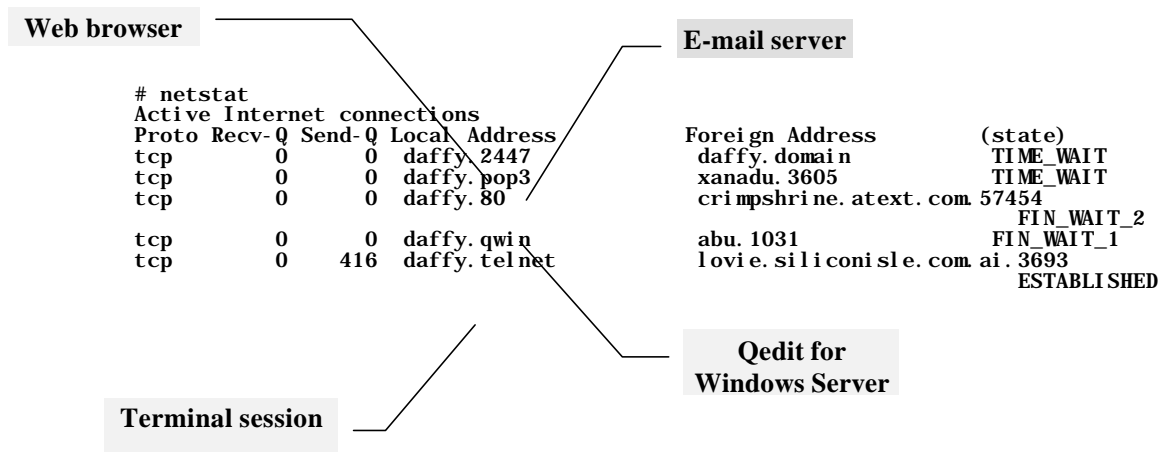 Web browser
E-mail server
# netstat
Active Internet connections
Proto Recv-Q Send-Q Local Address Foreign Address (state)
tcp 0 0 daffy.2447 daffy.domain TIME_WAIT
tcp 0 0 daffy.pop3 xanadu.3605 TIME_WAIT
tcp 0 0 daffy.80 crimpshrine.atext.com.57454
FIN_WAIT_2
tcp 0 0 daffy.qwin abu.1031 FIN_WAIT_1
tcp 0 416 daffy.telnet lovie.siliconisle.com.ai.3693
ESTABLISHED
Qedit for
Windows Server
Terminal session